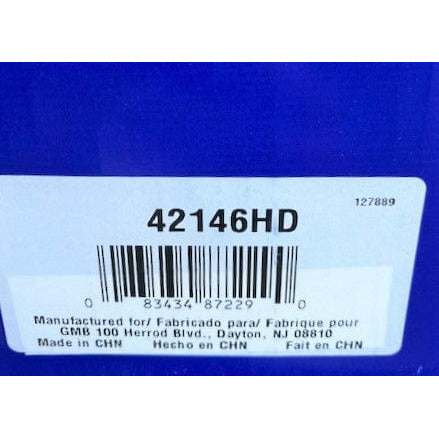 127889
42146HD
0 83434 87229 0
Manufactured for/ Fabricado para/ Fabrique pour
GMB 100 Herrod Blvd., Dayton, NJ 08810
Made in CHN Hecho en CHN Fait en CHN